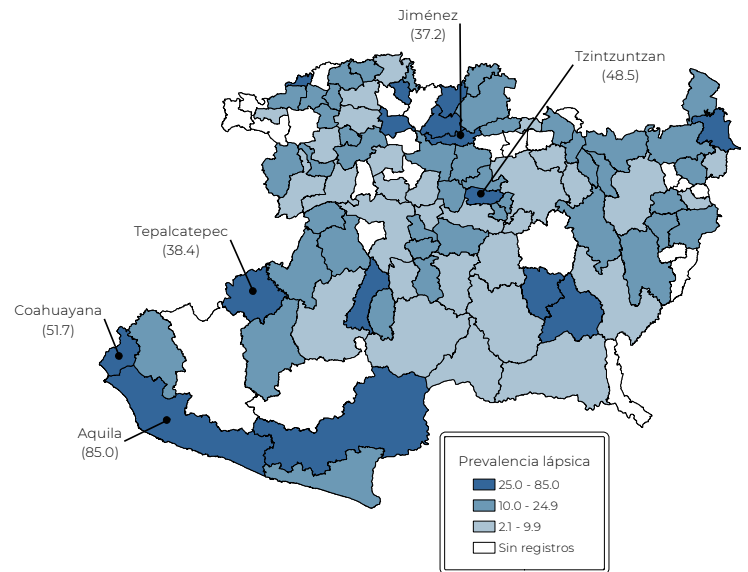 Jiménez
(37.2)
Tzintzuntzan
(48.5)
Tepalcatepec
(38.4)
Coahuayana
(51.7)
Aquila
(85.0)
Prevalencia lápsica
25.0 - 85.0
10.0 - 24.9
2.1 - 9.9
Sin registros